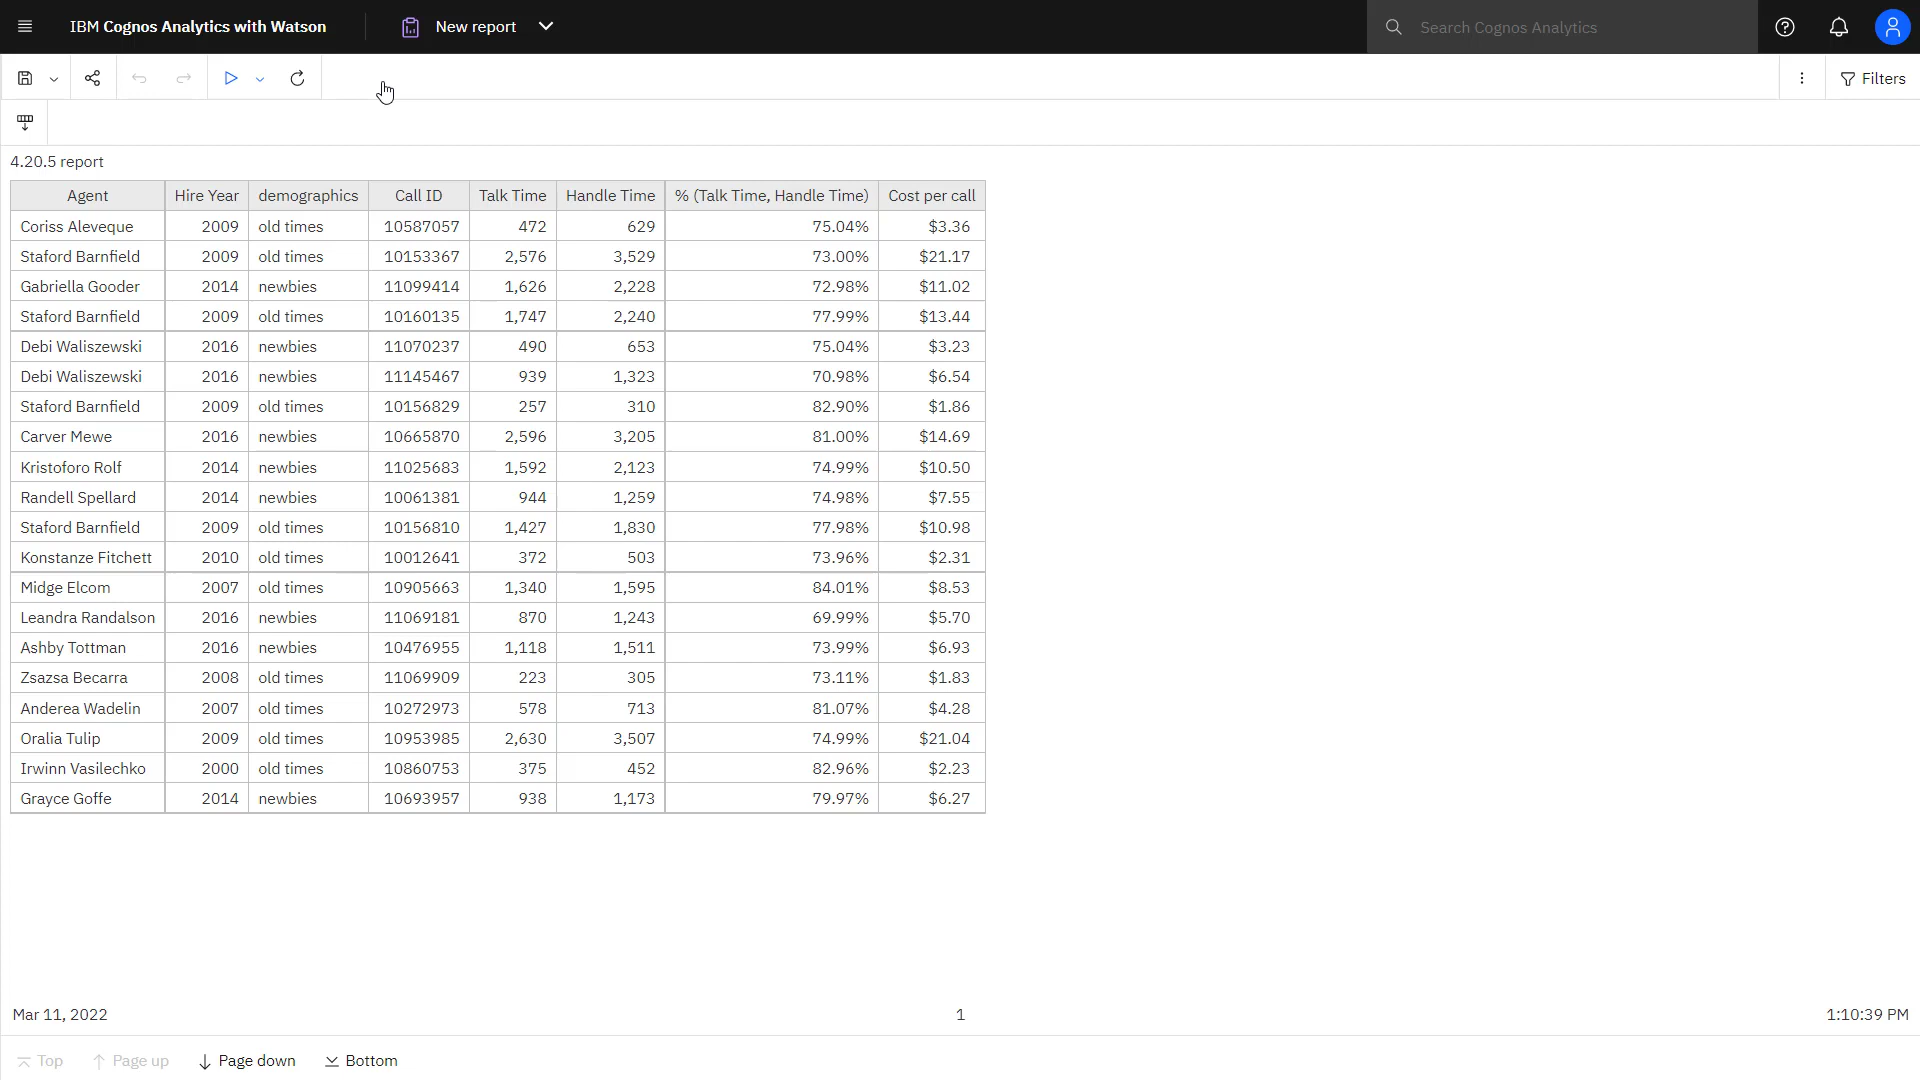 IBM Cognos Analytics with Watson New report Search Cognos Analytics
Filters
4.20.5 report
Agent Hire Year demographics Call ID Talk Time Handle Time % (Talk Time, Handle Time) Cost per call
Coriss Aleveque 2009 old times 10587057 472 629 75.04% $3.36
Staford Barnfield 2009 old times 10153367 2,576 3,529 73.00% $21.17
Gabriella Gooder 2014 newbies 11099414 1,626 2,228 72.98% $11.02
Staford Barnfield 2009 old times 10160135 1,747 2,240 77.99% $13.44
Debi Waliszewski 2016 newbies 11070237 490 653 75.04% $3.23
Debi Waliszewski 2016 newbies 11145467 939 1,323 70.98% $6.54
Staford Barnfield 2009 old times 10156829 257 310 82.90% $1.86
Carver Mewe 2016 newbies 10665870 2,596 3,205 81.00% $14.69
Kristoforo Rolf 2014 newbies 11025683 1,592 2,123 74.99% $10.50
Randell Spellard 2014 newbies 10061381 944 1,259 74.98% $7.55
Staford Barnfield 2009 old times 10156810 1,427 1,830 77.98% $10.98
Konstanze Fitchett 2010 old times 10012641 372 503 73.96% $2.31
Midge Elcom 2007 old times 10905663 1,340 1,595 84.01% $8.53
Leandra Randalson 2016 newbies 11069181 870 1,243 69.99% $5.70
Ashby Tottman 2016 newbies 10476955 1,118 1,511 73.99% $6.93
Zsazsa Becarra 2008 old times 11069909 223 305 73.11% $1.83
Anderea Wadelin 2007 old times 10272973 578 713 81.07% $4.28
Oralia Tulip 2009 old times 10953985 2,630 3,507 74.99% $21.04
Irwinn Vasilechko 2000 old times 10860753 375 452 82.96% $2.23
Grayce Goffe 2014 newbies 10693957 938 1,173 79.97% $6.27
Mar 11, 2022 1 1:10:39 PM
Top Page up Page down Bottom